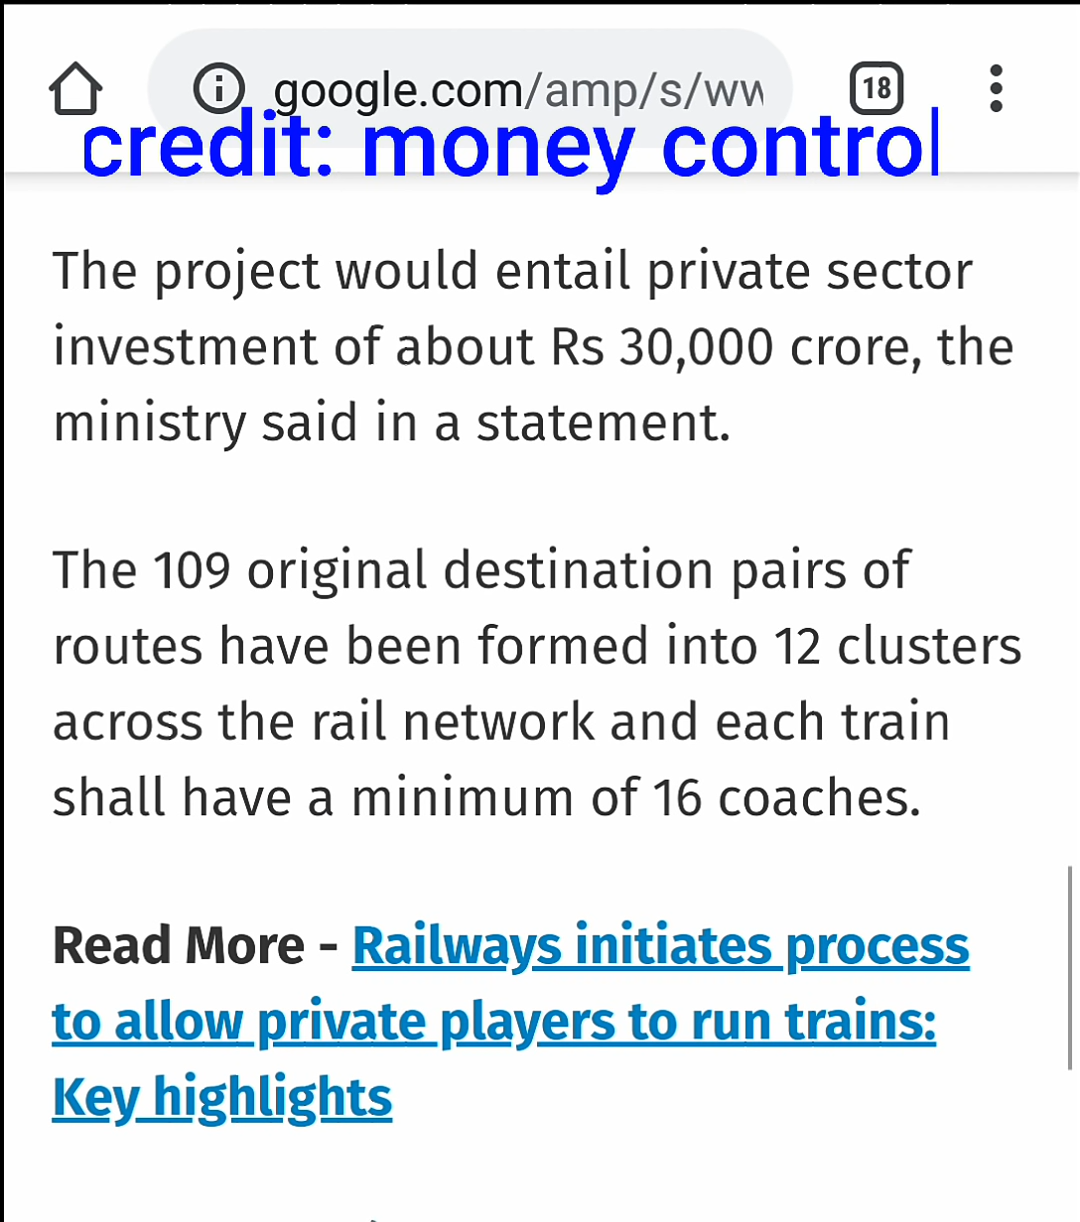 google.com/amp/s/ww
18
credit: money control
The project would entail private sector
investment of about Rs 30,000 crore, the
ministry said in a statement.
The 109 original destination pairs of
routes have been formed into 12 clusters
across the rail network and each train
shall have a minimum of 16 coaches.
Read More - Railways initiates process
to allow private players to run trains:
Key highlights